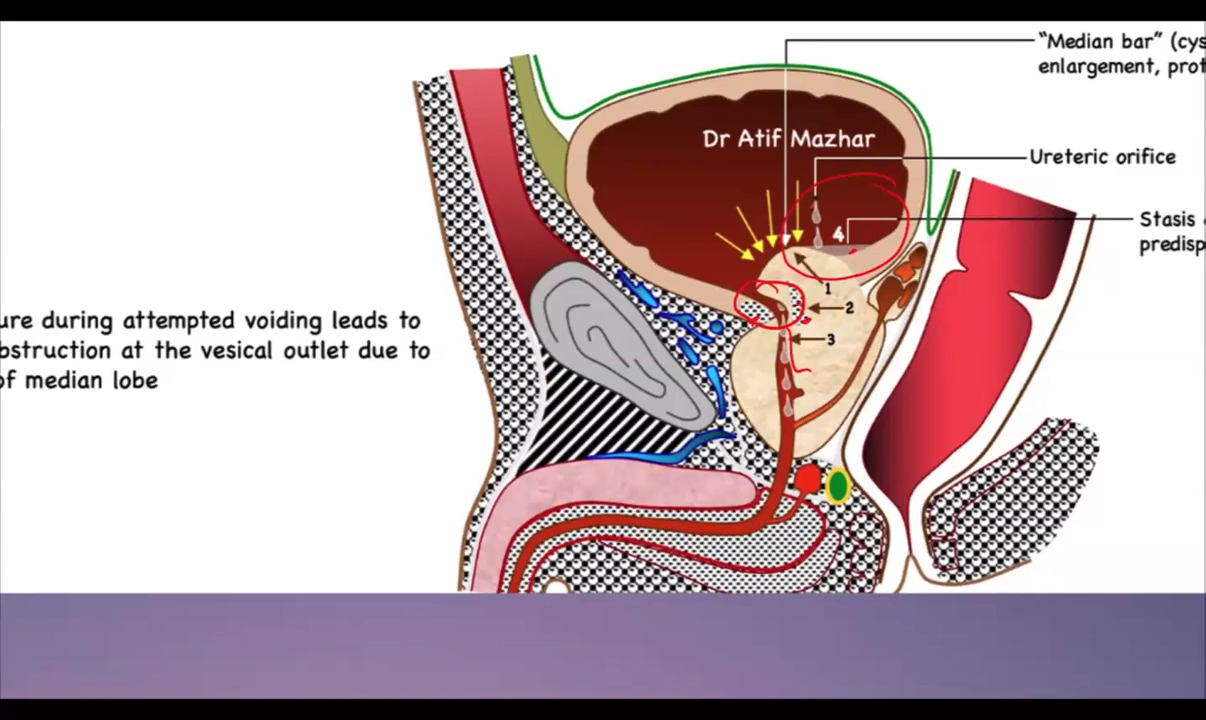 "Median bar" (cys
enlargement, prot
Dr Atif Mazhar
Ureteric orifice
Stasis
predisp
4
1
2
3
ure during attempted voiding leads to
bstruction at the vesical outlet due to
of median lobe